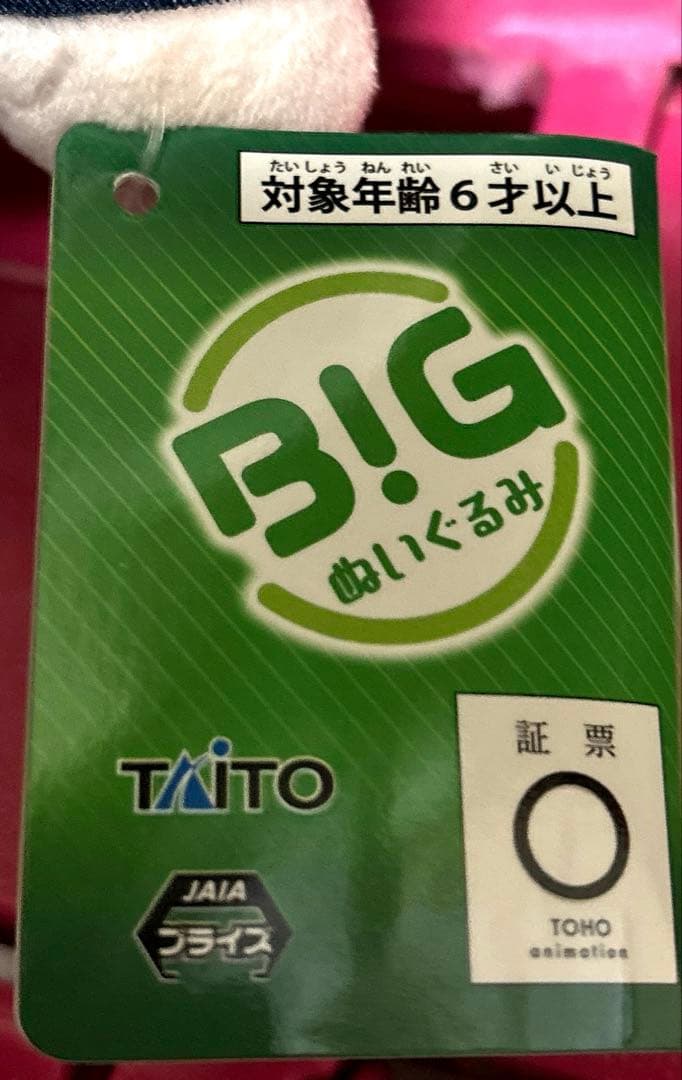 たいしょう ねんれい さい いじょう
対象年齢6才以上
B!G
ぬいぐるみ
TAITO
JAIA
プライズ
証票
TOHO
animation